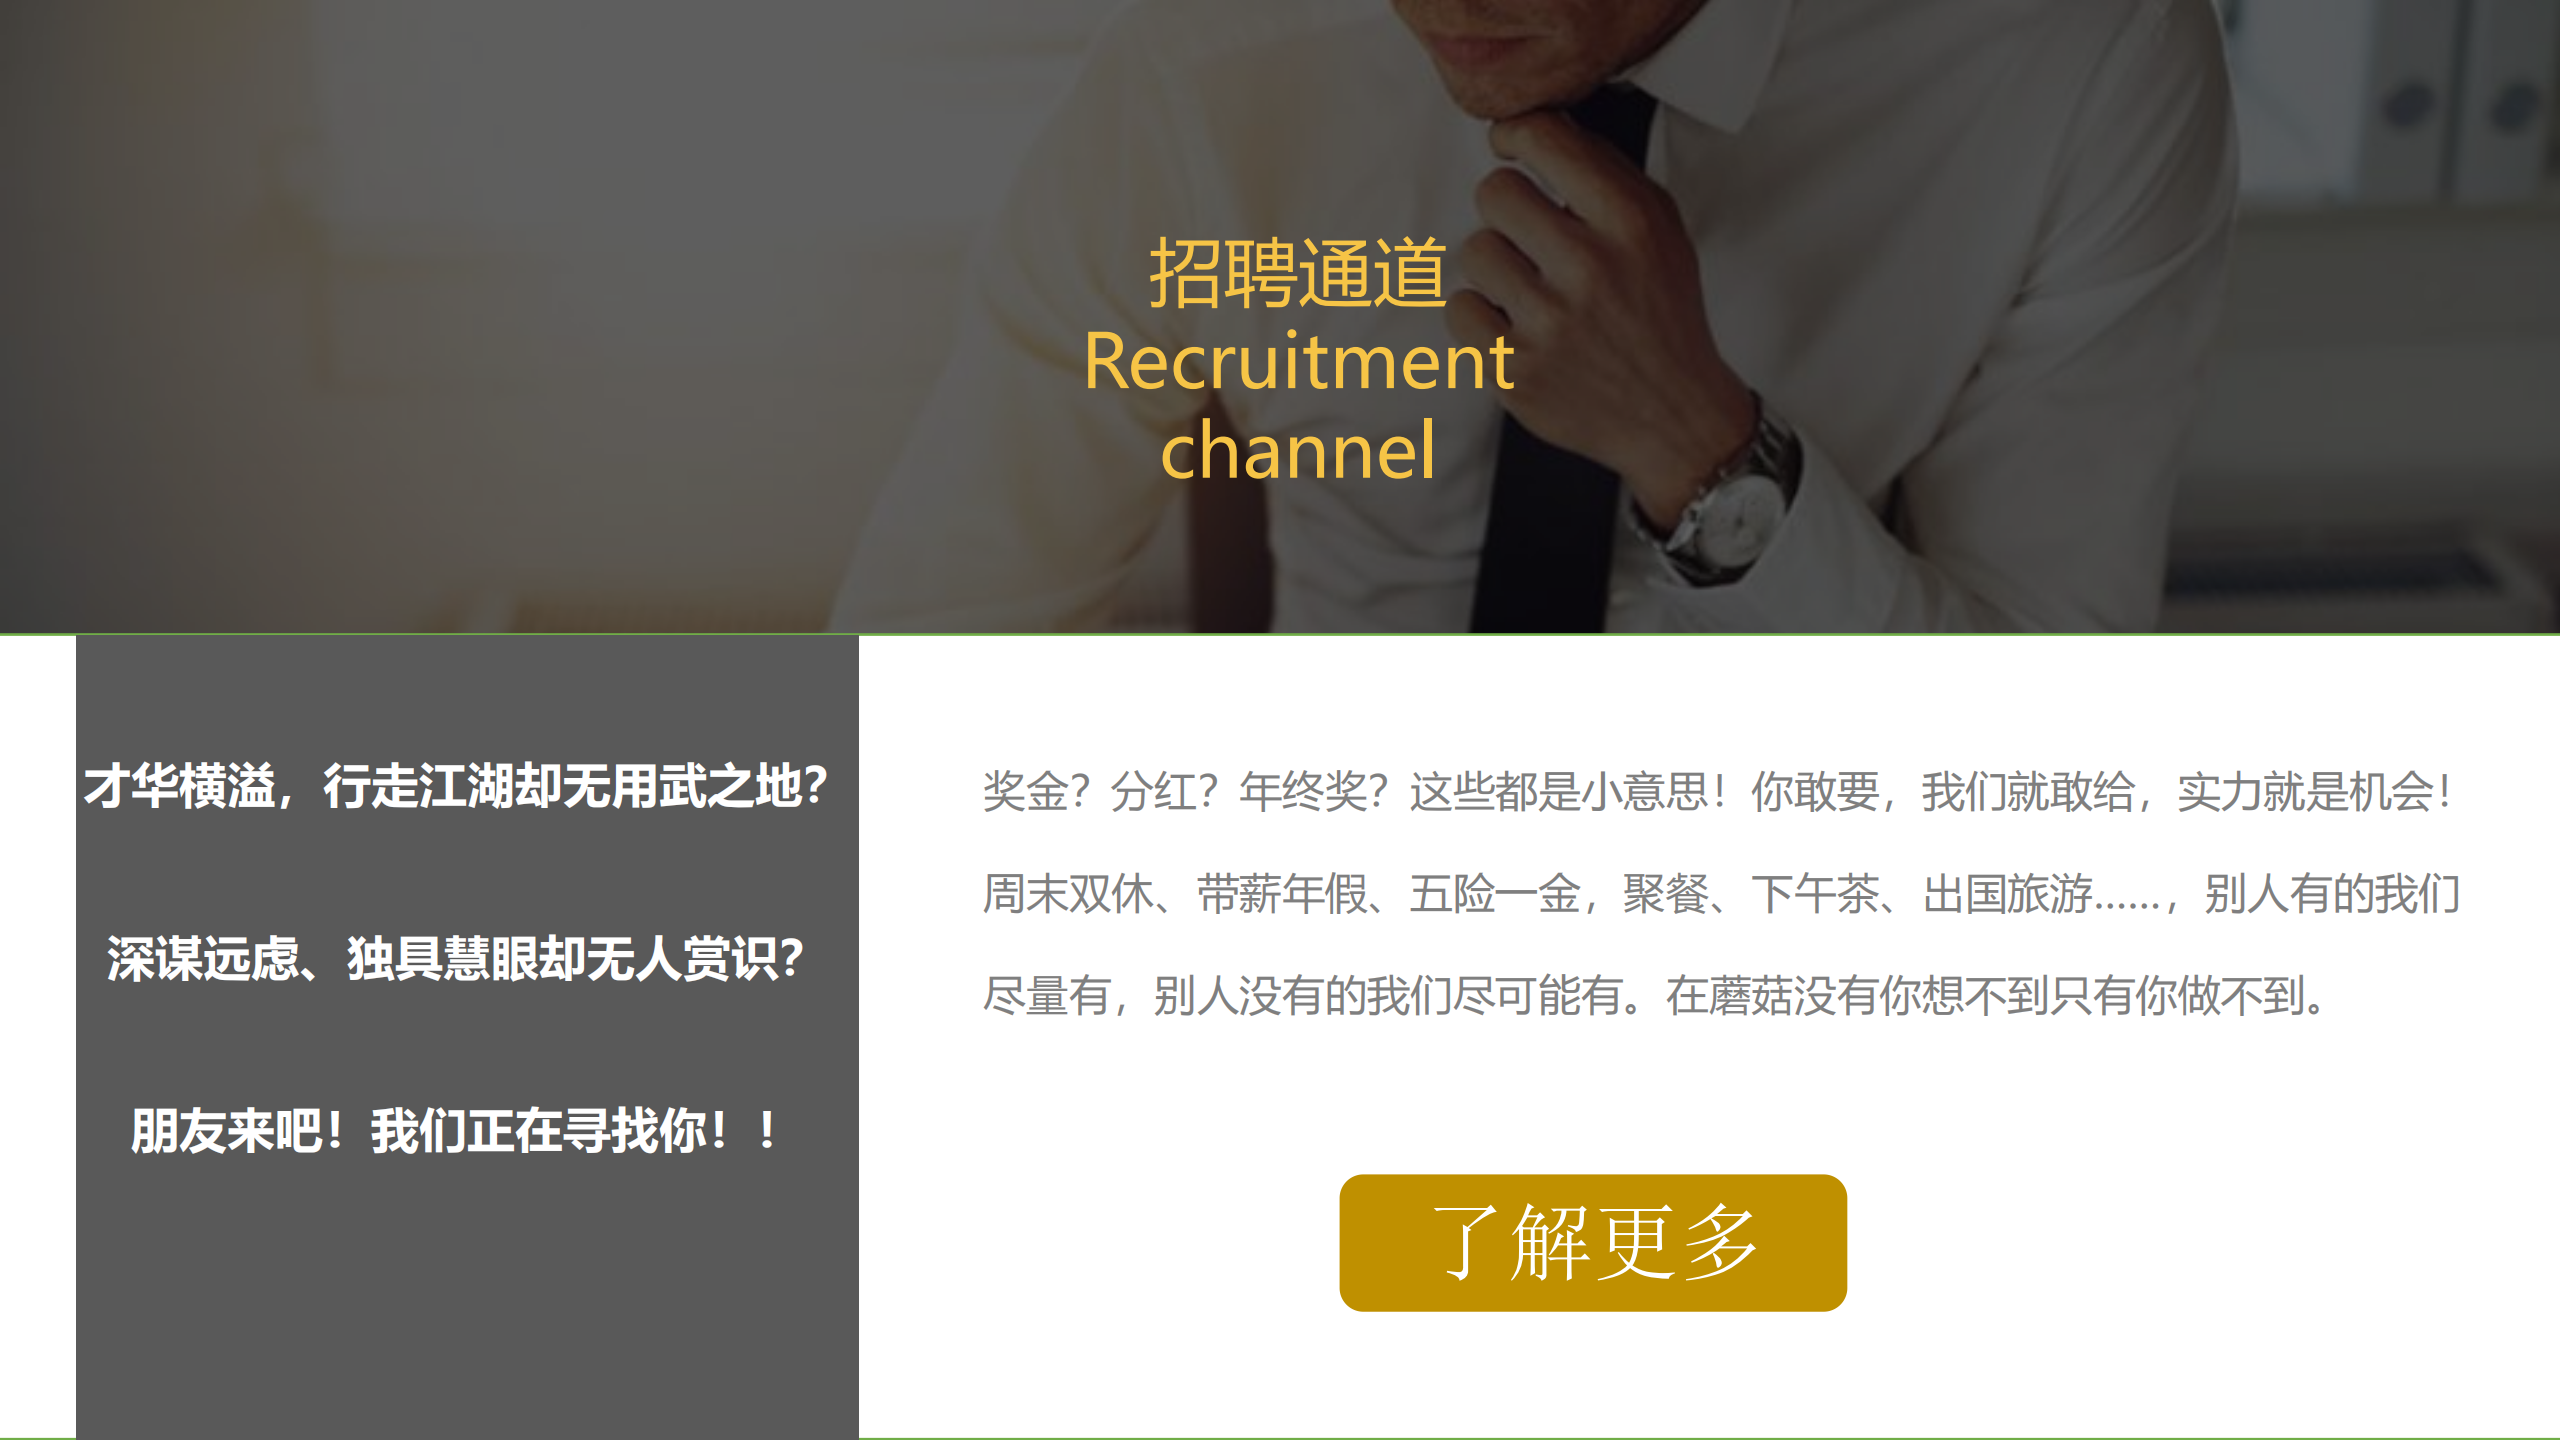 招聘通道
Recruitment
channel
才华横溢，行走江湖却无用武之地？
深谋远虑、独具慧眼却无人赏识？
朋友来吧！我们正在寻找你！！
奖金？分红？年终奖？这些都是小意思！你敢要，我们就敢给，实力就是机会！
周末双休、带薪年假、五险一金，聚餐、下午茶、出国旅游……，别人有的我们
尽量有，别人没有的我们尽可能有。在蘑菇没有你想不到只有你做不到。
了解更多